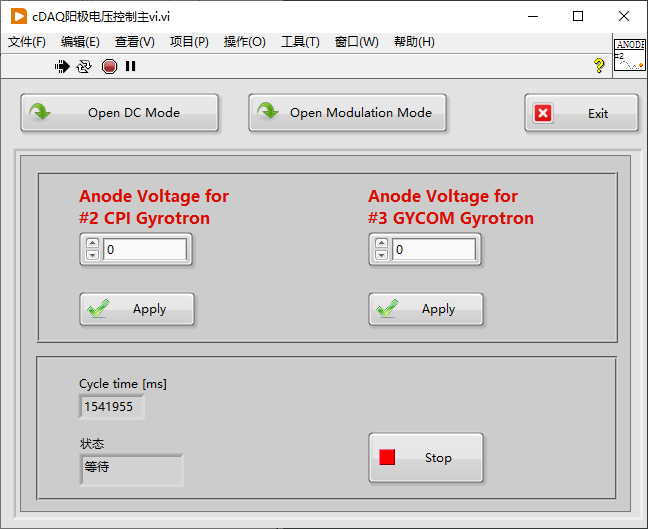 cDAQ阳极电压控制主vi.vi
文件(F) 编辑(E) 查看(V) 项目(P) 操作(O) 工具(T) 窗口(W) 帮助(H)
ANODE
#2
Open DC Mode
Open Modulation Mode
Exit
Anode Voltage for
#2 CPI Gyrotron
0
Apply
Anode Voltage for
#3 GYCOM Gyrotron
0
Apply
Cycle time [ms]
1541955
状态
等待
Stop